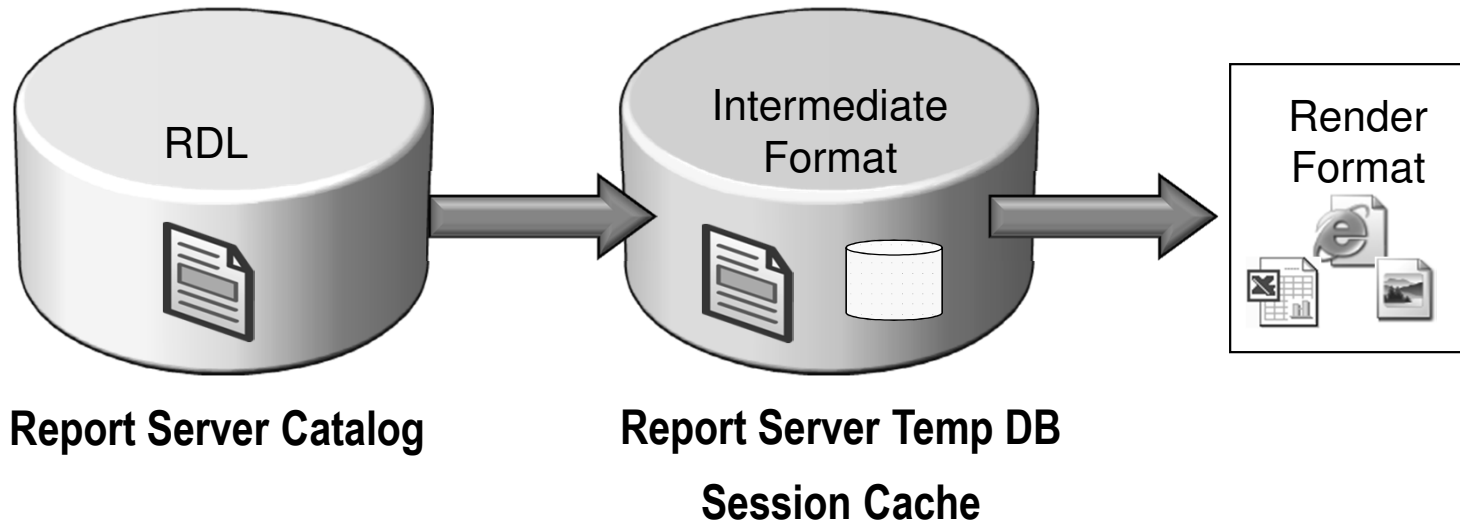 RDL
Intermediate
Format
Render
Format
Report Server Catalog
Report Server Temp DB
Session Cache